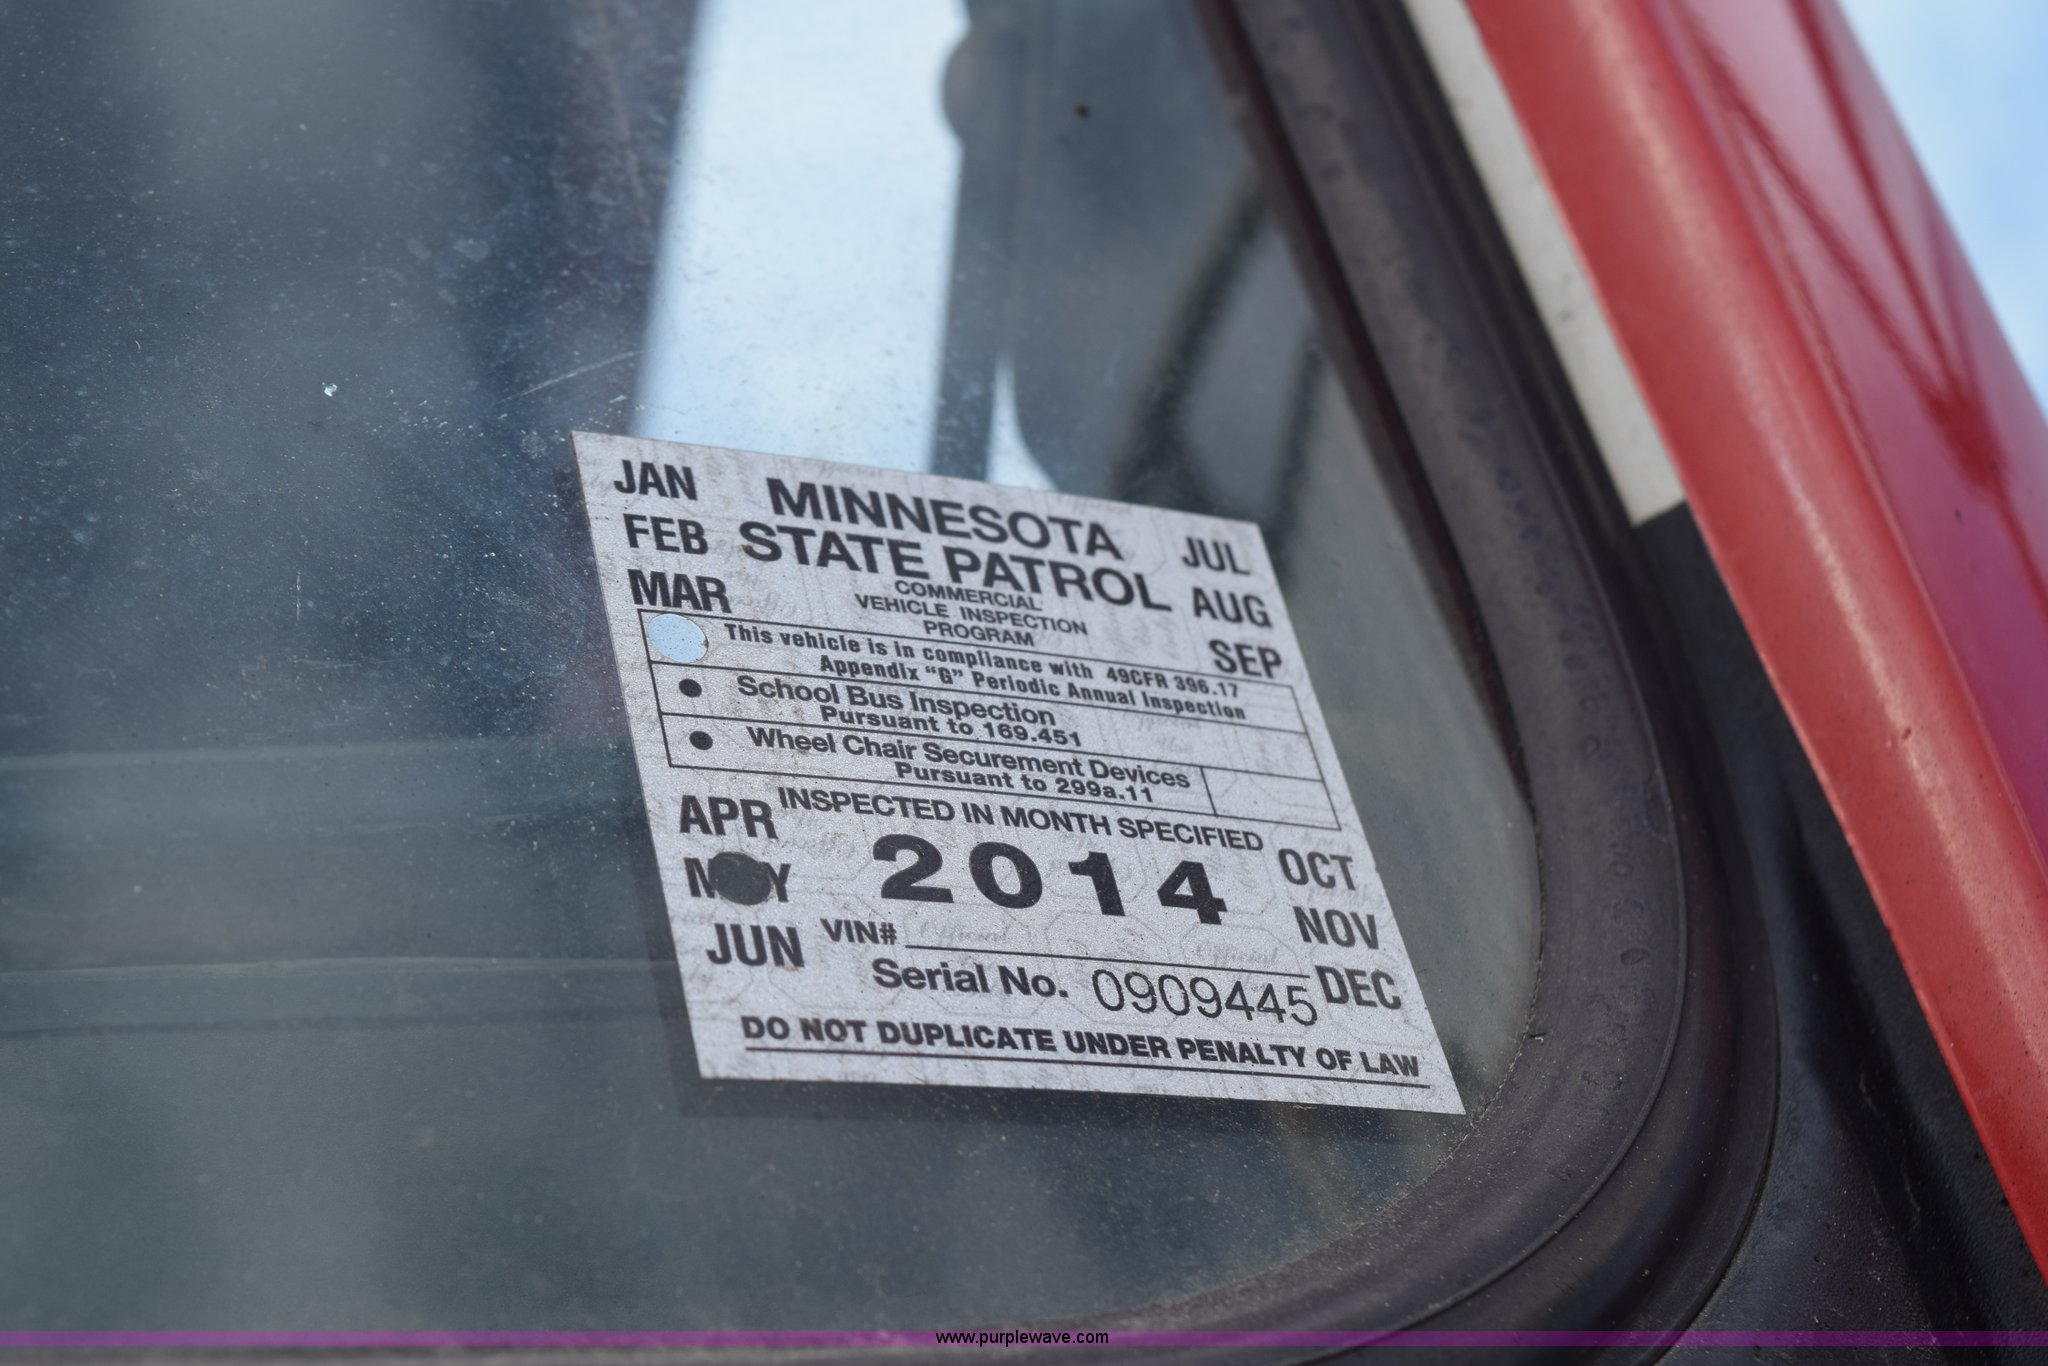 JAN
FEB
MAR
MINNESOTA
STATE PATROL
COMMERCIAL
VEHICLE INSPECTION
PROGRAM
JUL
AUG
SEP
This vehicle is in compliance with 49CFR 396.17
Appendix “G” Periodic Annual Inspection
School Bus Inspection
Pursuant to 169.451
Wheel Chair Securement Devices
Pursuant to 299a.11
INSPECTED IN MONTH SPECIFIED
APR
MAY
JUN
2014
OCT
NOV
DEC
VIN#
Official Official
Serial No. 0909445
DO NOT DUPLICATE UNDER PENALTY OF LAW
www.purplewave.com